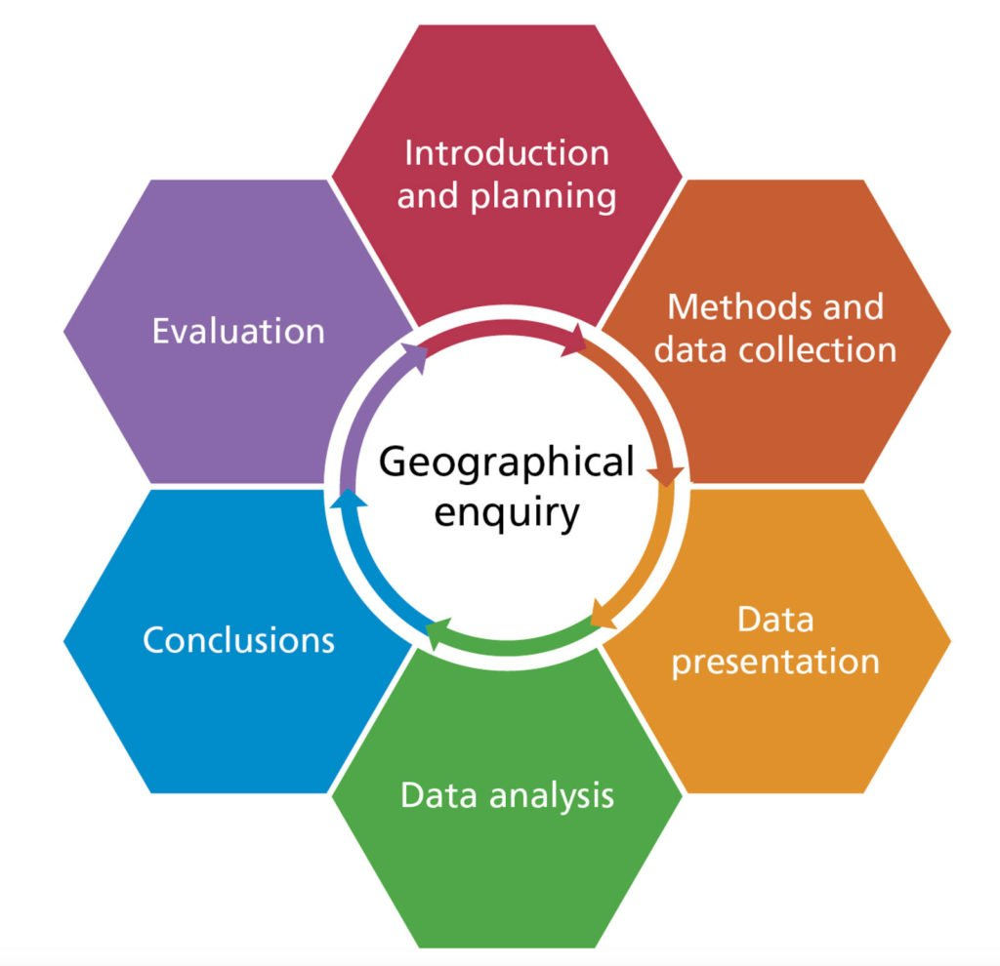 Introduction
and planning
Methods and
data collection
Data
presentation
Data analysis
Conclusions
Evaluation
Geographical
enquiry